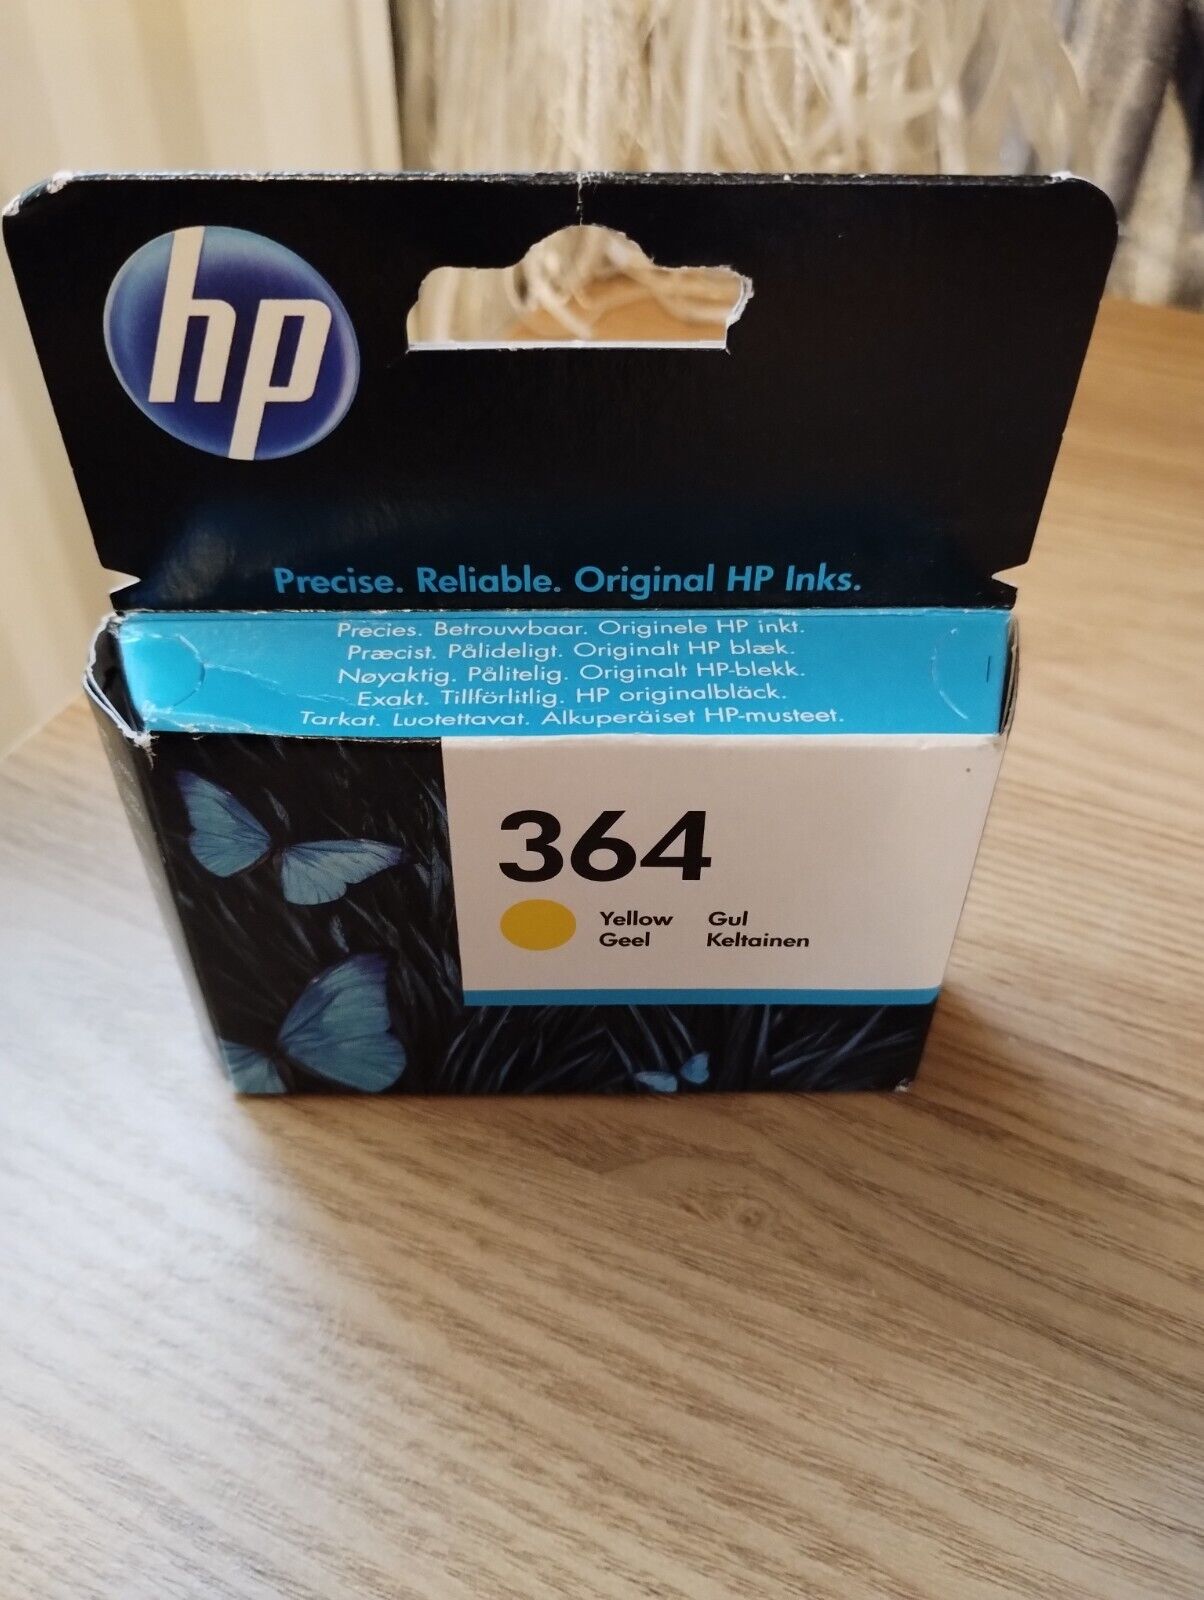 hp
Precise. Reliable. Original HP Inks.
Precies. Betrouwbaar. Originele HP inkt.
Præcist. Pålideligt. Originalt HP blæk.
Nøyaktig. Pålitelig. Originalt HP-blekk.
Exakt. Tillförlitlig. HP originalbläck.
Tarkat. Luotettavat. Alkuperäiset HP-musteet.
364
Yellow Gul
Geel Keltainen